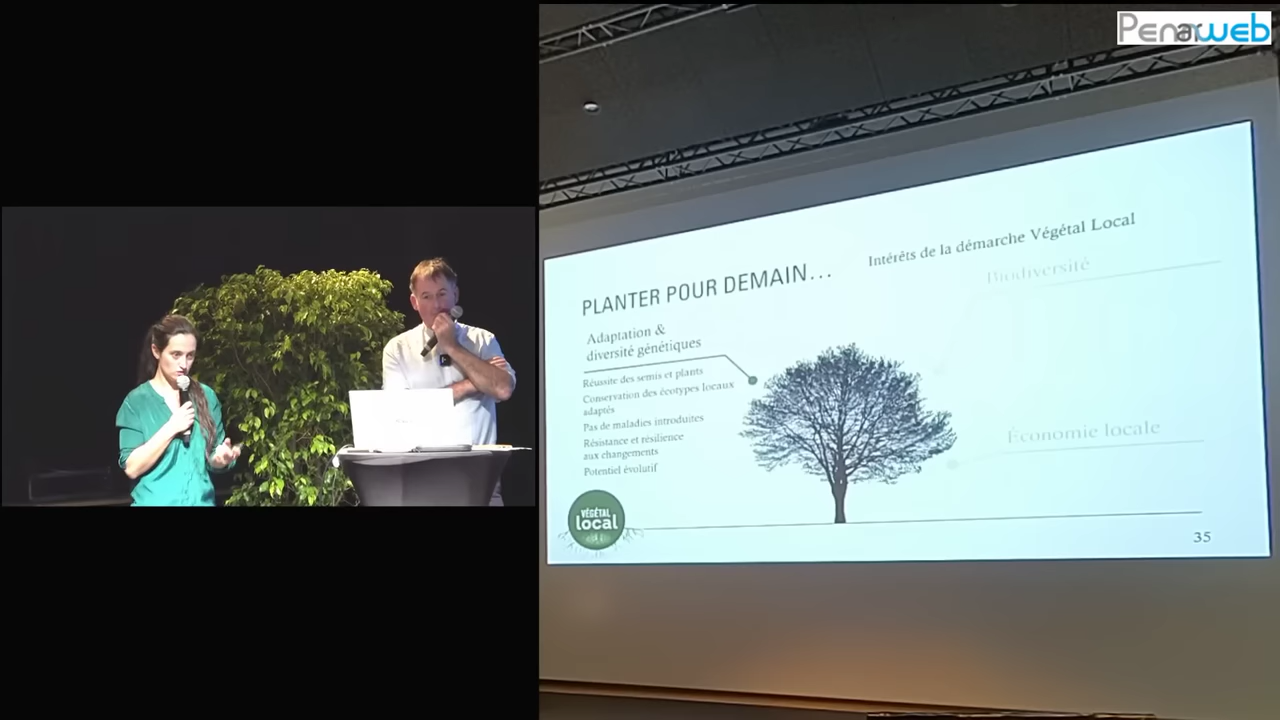 Penarweb
PLANTER POUR DEMAIN...
Intérêts de la démarche Végétal Local
Biodiversité
Adaptation &
diversité génétiques
Réussite des semis et plants
Conservation des écotypes locaux
adaptés
Pas de maladies introduites
Résistance et résilience
aux changements
Potentiel évolutif
Économie locale
VÉGÉTAL
local
35